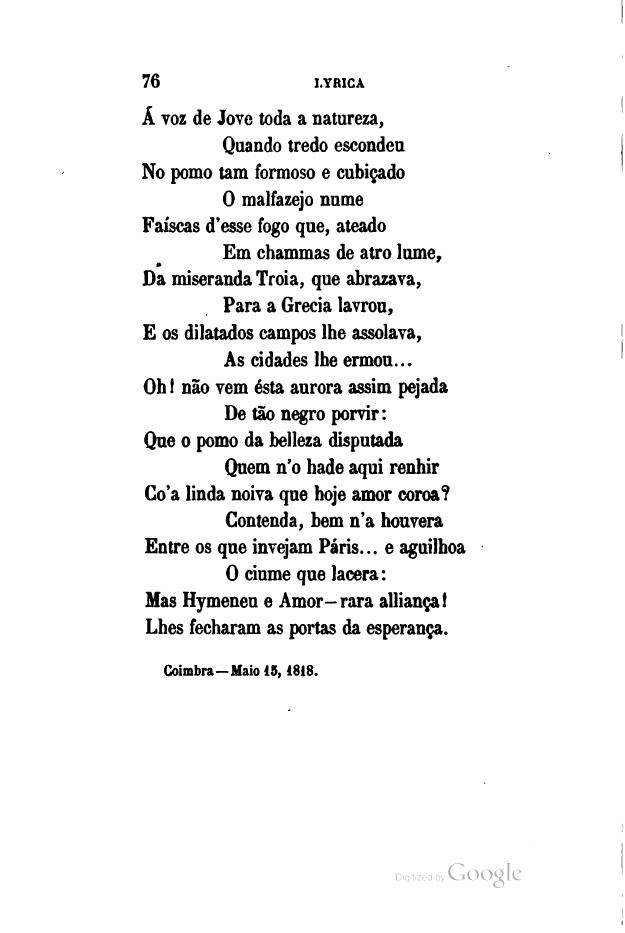 76 LYRICA
Á voz de Jove toda a natureza,
Quando tredo escondeu
No pomo tam formoso e cubiçado
O malfazejo nume
Faíscas d'esse fogo que, ateado
Em chammas de atro lume,
Da miseranda Troia, que abrazava,
Para a Grecia lavrou,
E os dilatados campos lhe assolava,
As cidades lhe ermou...
Oh! não vem ésta aurora assim pejada
De tão negro porvir:
Que o pomo da belleza disputada
Quem n'o hade aqui renhir
Co'a linda noiva que hoje amor coroa?
Contenda, bem n'a houvera
Entre os que invejam Páris... e aguilhoa
O ciume que lacera:
Mas Hymeneu e Amor—rara alliança!
Lhes fecharam as portas da esperança.
Coimbra—Maio 15, 1818.
Digitized by Google